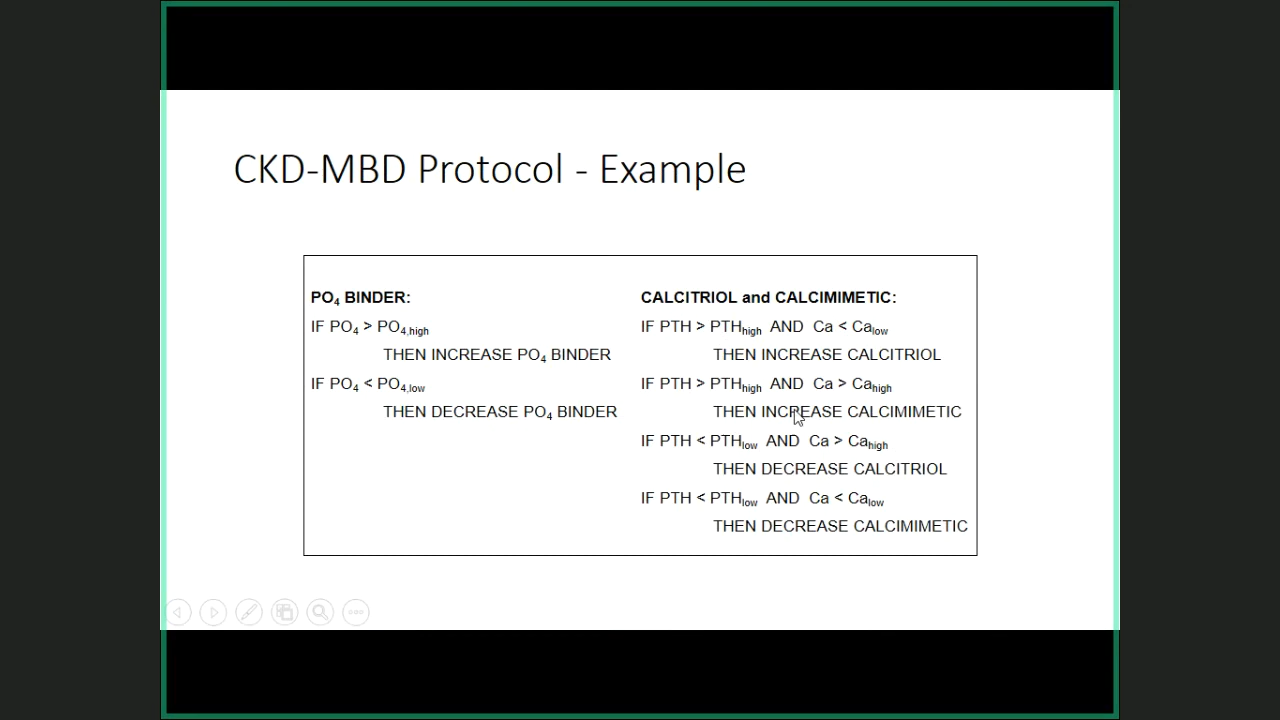 CKD-MBD Protocol - Example
PO4 BINDER:
IF PO4 > PO4,high
THEN INCREASE PO4 BINDER
IF PO4 < PO4,low
THEN DECREASE PO4 BINDER
CALCITRIOL and CALCIMIMETIC:
IF PTH > PTHhigh AND Ca < Calow
THEN INCREASE CALCITRIOL
IF PTH > PTHhigh AND Ca > Cahigh
THEN INCREASE CALCIMIMETIC
IF PTH < PTHlow AND Ca > Cahigh
THEN DECREASE CALCITRIOL
IF PTH < PTHlow AND Ca < Calow
THEN DECREASE CALCIMIMETIC